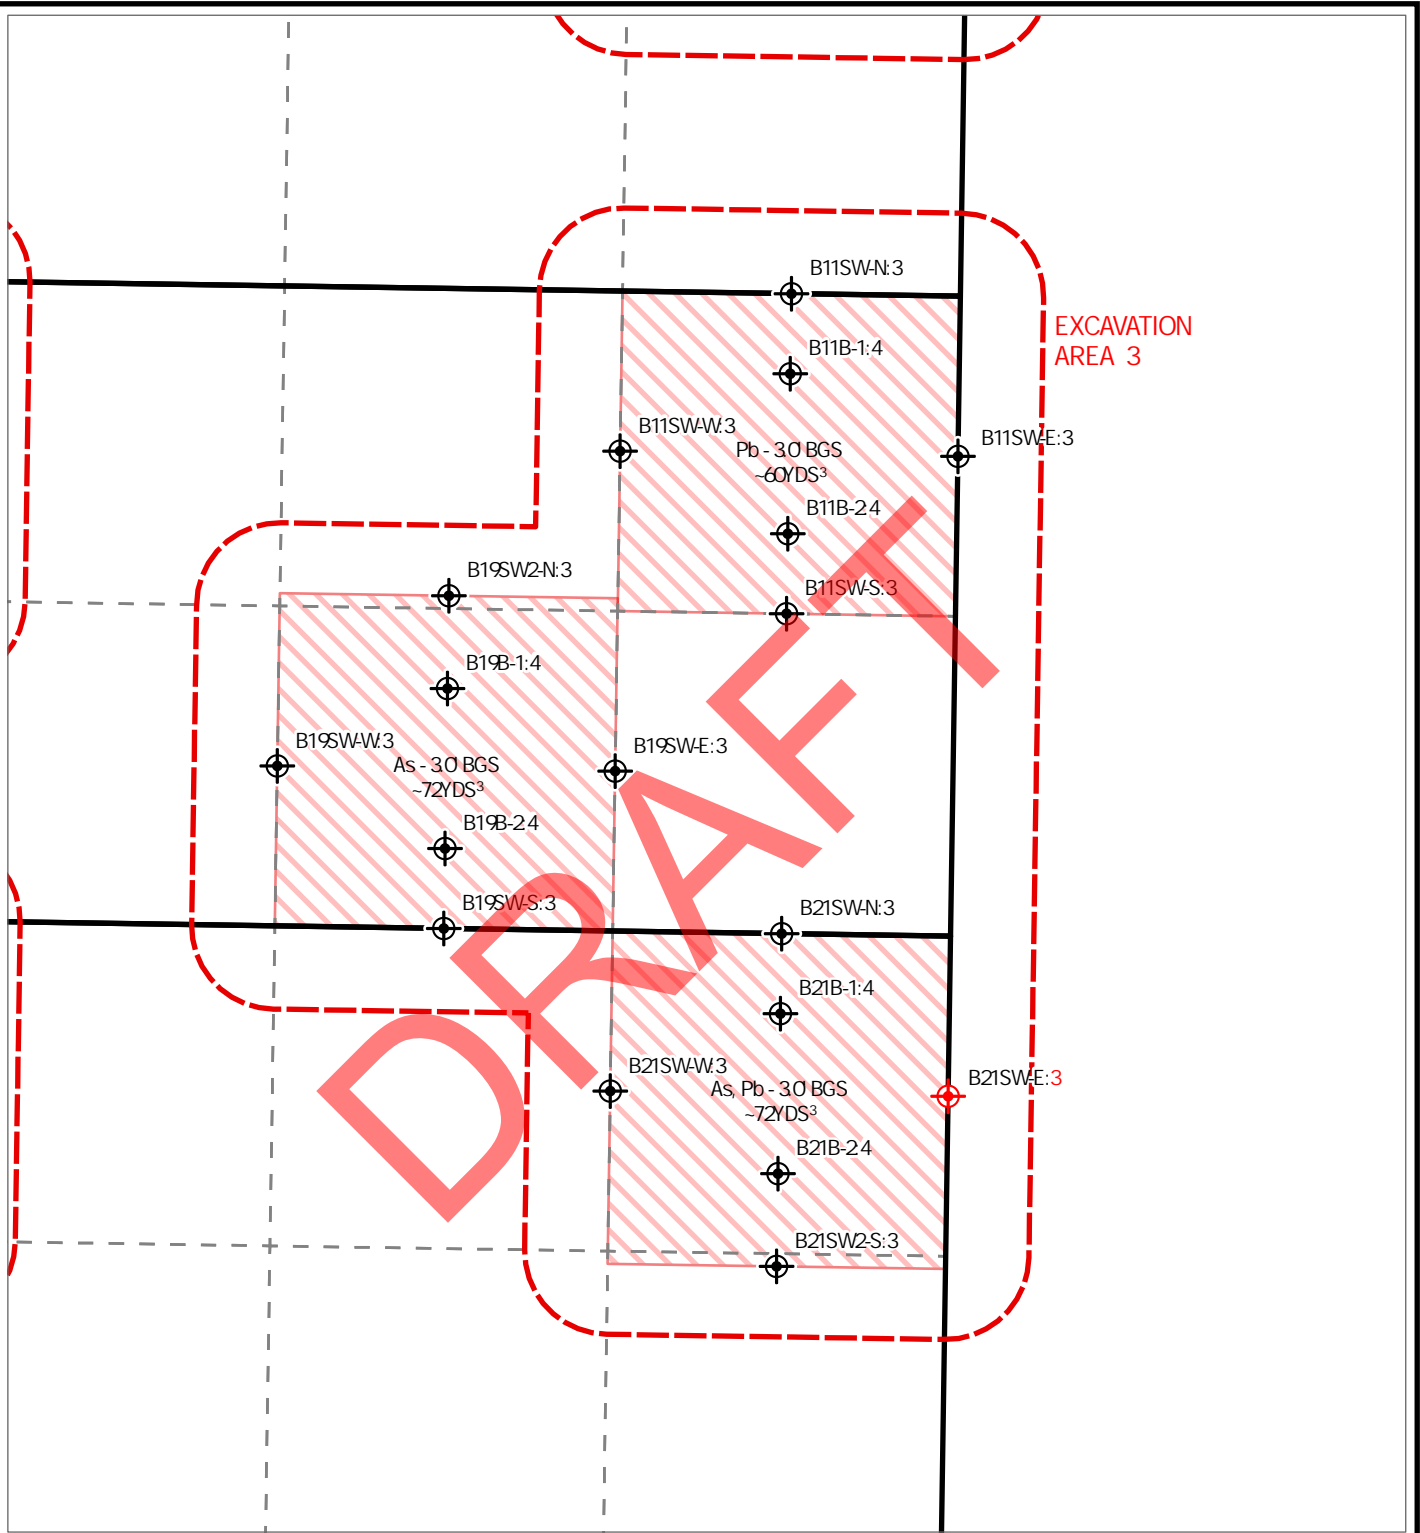 B11SW-N:3
EXCAVATION
AREA 3
B11B-1:4
B11SW-W:3
B11SW-E:3
Pb - 3.0' BGS
~60YDS³
B11B-2:4
B19SW2-N:3
B11SW-S:3
B19B-1:4
B19SW-W:3
B19SW-E:3
As - 3.0' BGS
~72YDS³
B19B-2:4
B19SW-S:3
B21SW-N:3
B21B-1:4
B21SW-W:3
B21SW-E:3
As, Pb - 3.0' BGS
~72YDS³
B21B-2:4
B21SW2-S:3
DRAFT